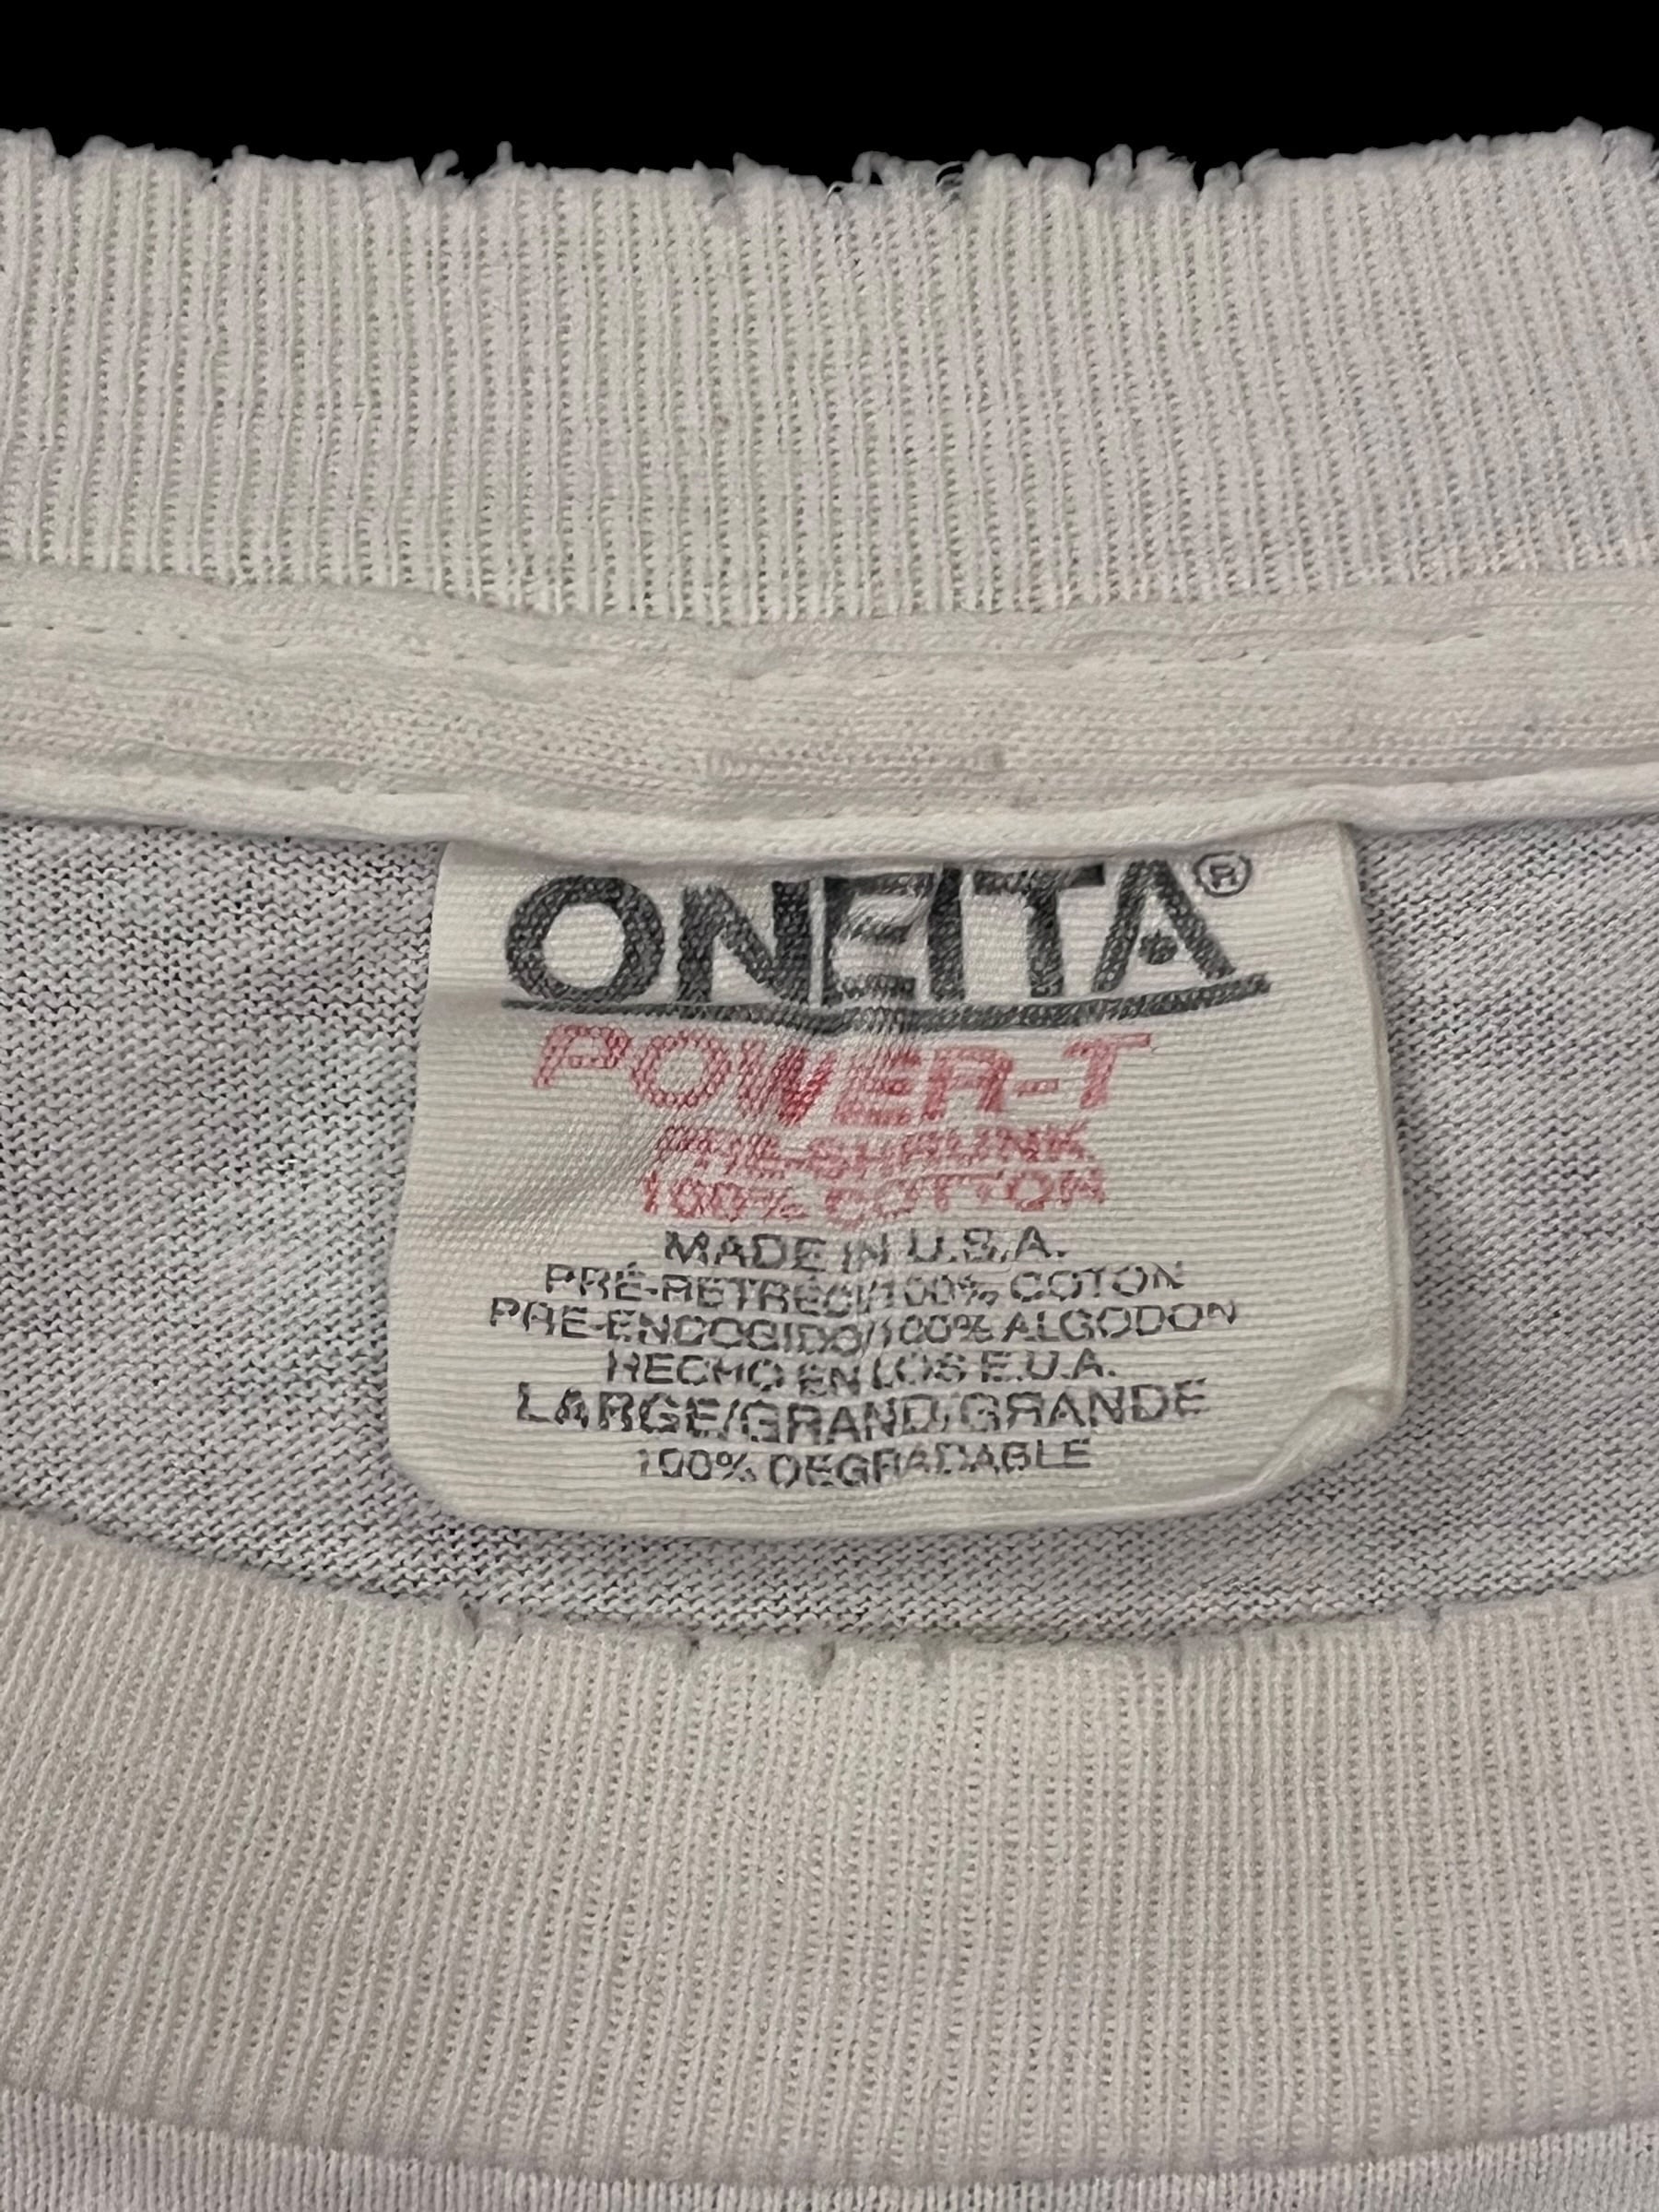 ONEITA®
POWER-T
PRE-SHRUNK
100% COTTON
MADE IN U.S.A.
PRÉ-RETRÉCI/100% COTON
PRE-ENCOGIDO/100% ALGODON
HECHO EN LOS E.U.A.
LARGE/GRAND/GRANDE
100% DEGRADABLE